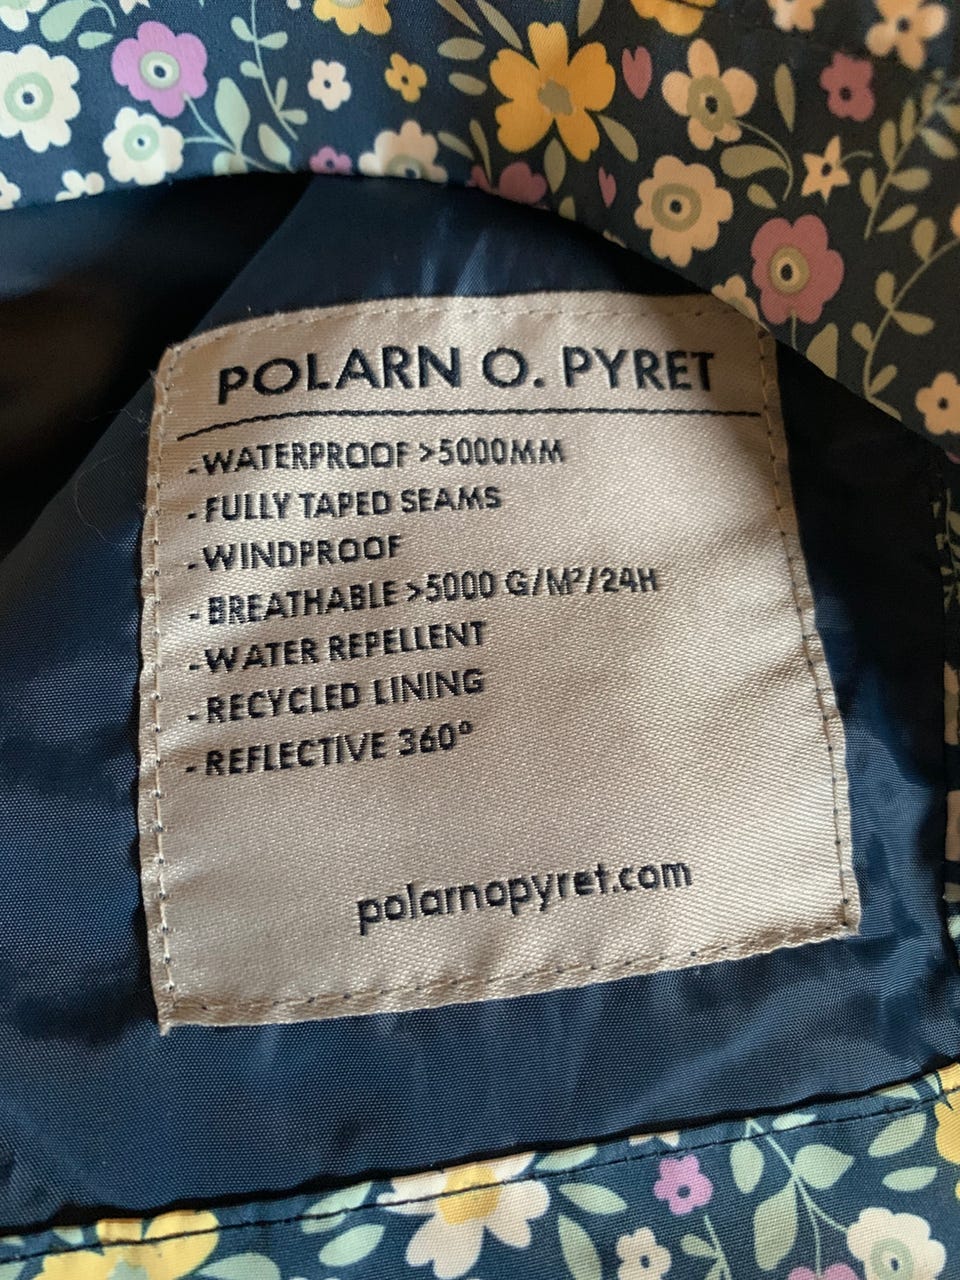 POLARN O. PYRET
-WATERPROOF >5000MM
-FULLY TAPED SEAMS
-WINDPROOF
-BREATHABLE >5000 G/M²/24H
-WATER REPELLENT
-RECYCLED LINING
-REFLECTIVE 360°
polarnopyret.com